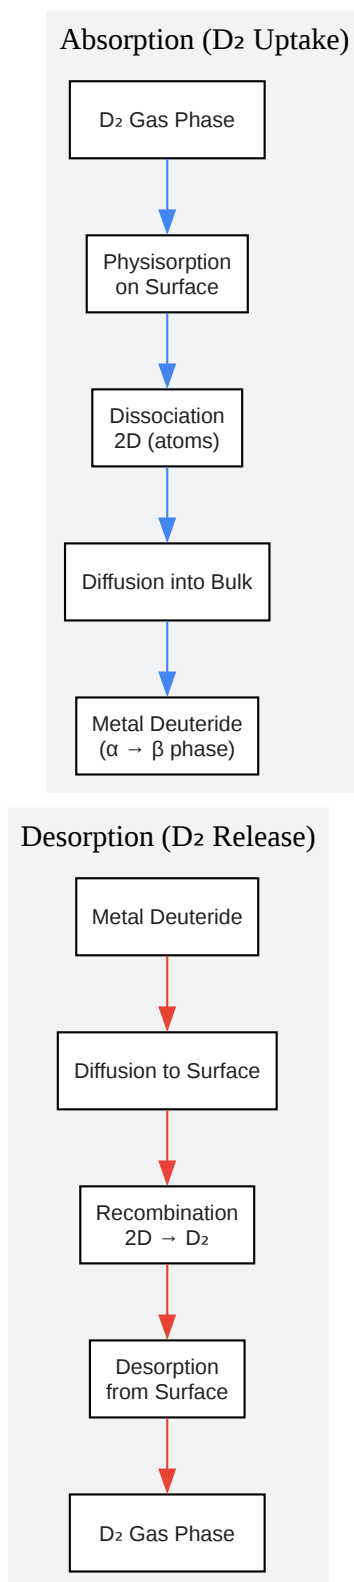 Absorption (D₂ Uptake)
D₂ Gas Phase
Physisorption
on Surface
Dissociation
2D (atoms)
Diffusion into Bulk
Metal Deuteride
(α → β phase)
Desorption (D₂ Release)
Metal Deuteride
Diffusion to Surface
Recombination
2D → D₂
Desorption
from Surface
D₂ Gas Phase